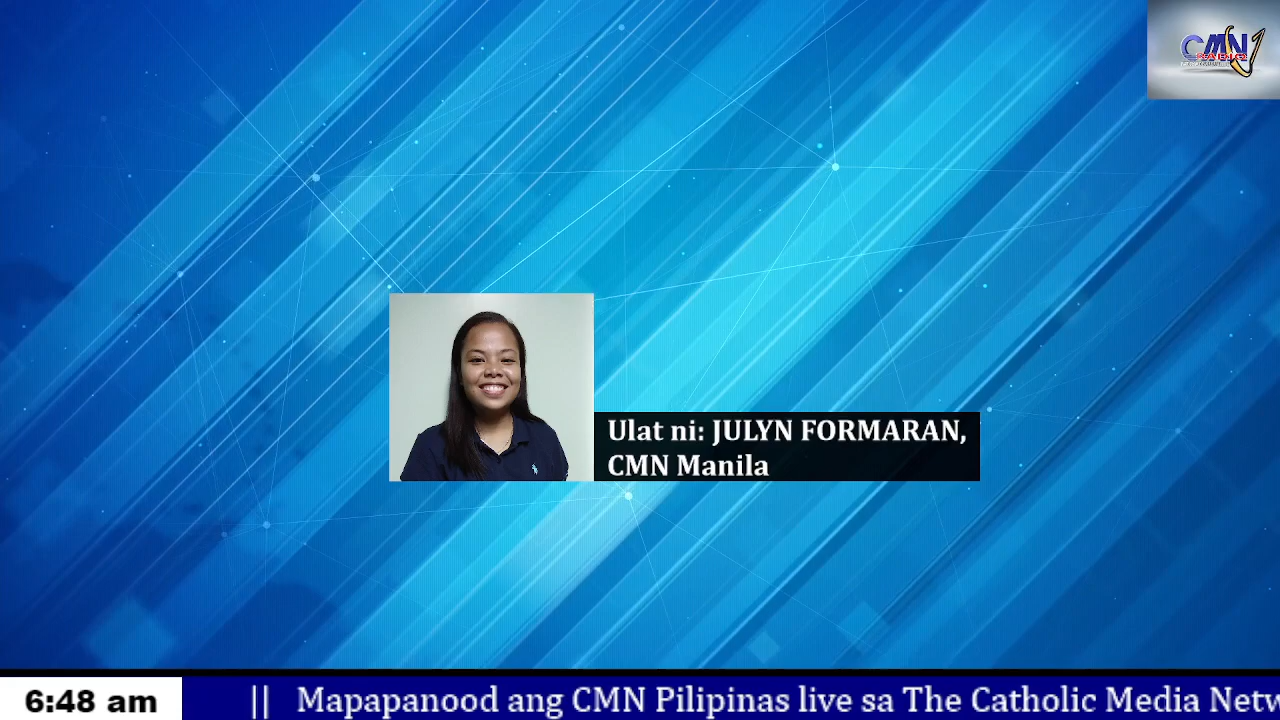 CMN
Ulat ni: JULYN FORMARAN,
CMN Manila
6:48 am
|| Mapapanood ang CMN Pilipinas live sa The Catholic Media Netw